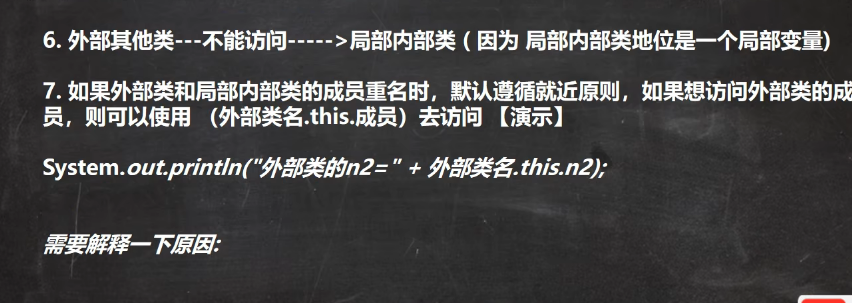 6. 外部其他类---不能访问----->局部内部类 ( 因为 局部内部类地位是一个局部变量)
7. 如果外部类和局部内部类的成员重名时，默认遵循就近原则，如果想访问外部类的成
员，则可以使用 （外部类名.this.成员）去访问 【演示】
System.out.println("外部类的n2=" + 外部类名.this.n2);
需要解释一下原因: